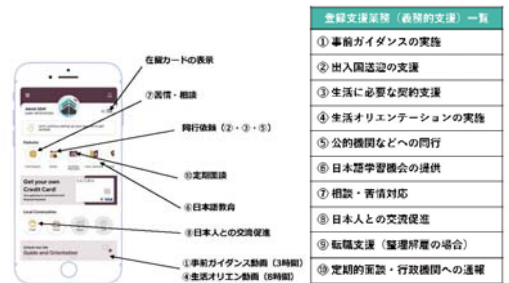 在留カードの表示
⑦苦情・相談
同行依頼（②・③・⑤）
⑩定期面談
⑥日本語教育
⑧日本人との交流促進
①事前ガイダンス動画（3時間）
④生活オリエン動画（8時間）
Get your own
Credit Card!
Guide and Orientation
登録支援業務（義務的支援）一覧
①事前ガイダンスの実施
②出入国送迎の支援
③生活に必要な契約支援
④生活オリエンテーションの実施
⑤公的機関などへの同行
⑥日本語学習機会の提供
⑦相談・苦情対応
⑧日本人との交流促進
⑨転職支援（整理解雇の場合）
⑩定期的面談・行政機関への通報